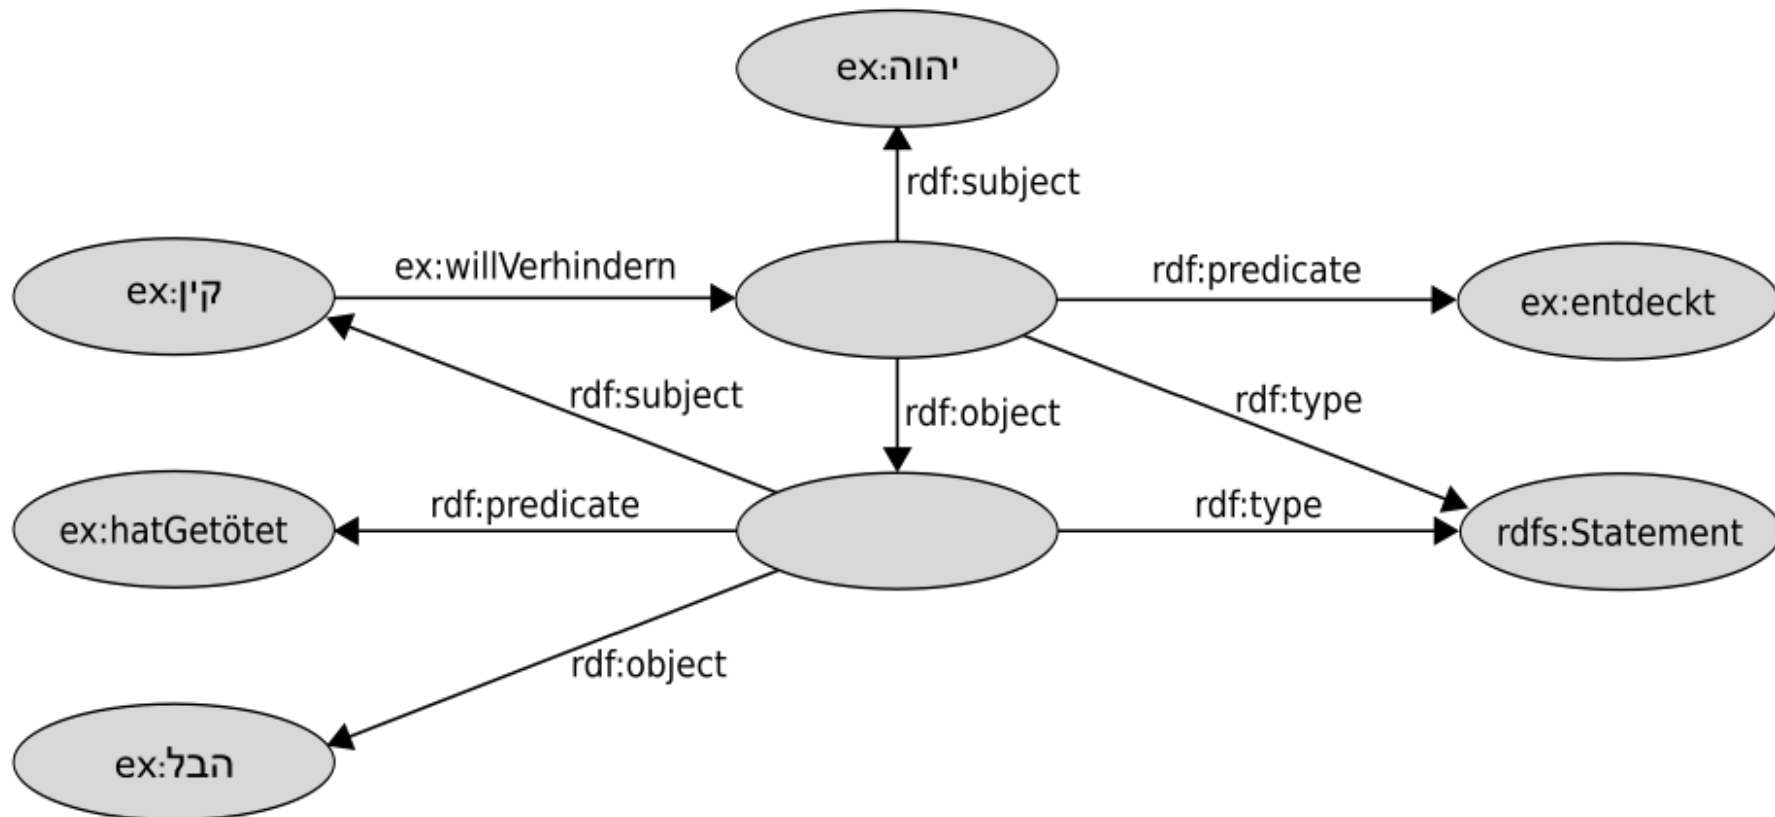 ex:יהוה
rdf:subject
ex:willVerhindern
rdf:predicate
ex:קין
ex:entdeckt
rdf:subject
rdf:object
rdf:type
ex:hatGetötet
rdf:predicate
rdf:type
rdfs:Statement
rdf:object
ex:הבל